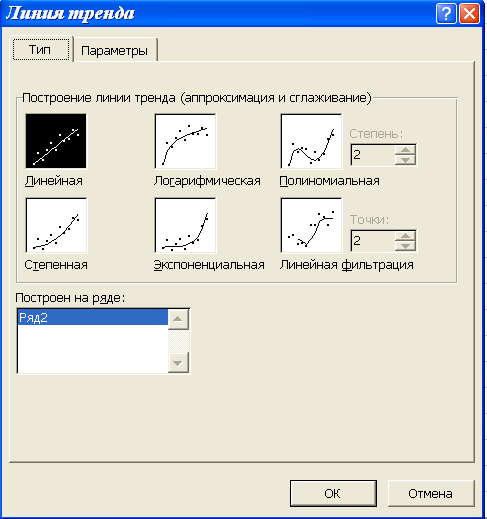 Линия тренда
Тип
Параметры
Построение линии тренда (аппроксимация и сглаживание)
Степень:
2
Линейная
Логарифмическая
Полиномиальная
Точки:
2
Степенная
Экспоненциальная
Линейная фильтрация
Построен на ряде:
Ряд2
ОК
Отмена